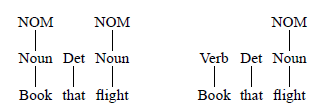 NOM NOM NOM
Noun Det Noun Verb Det Noun
Book that flight Book that flight